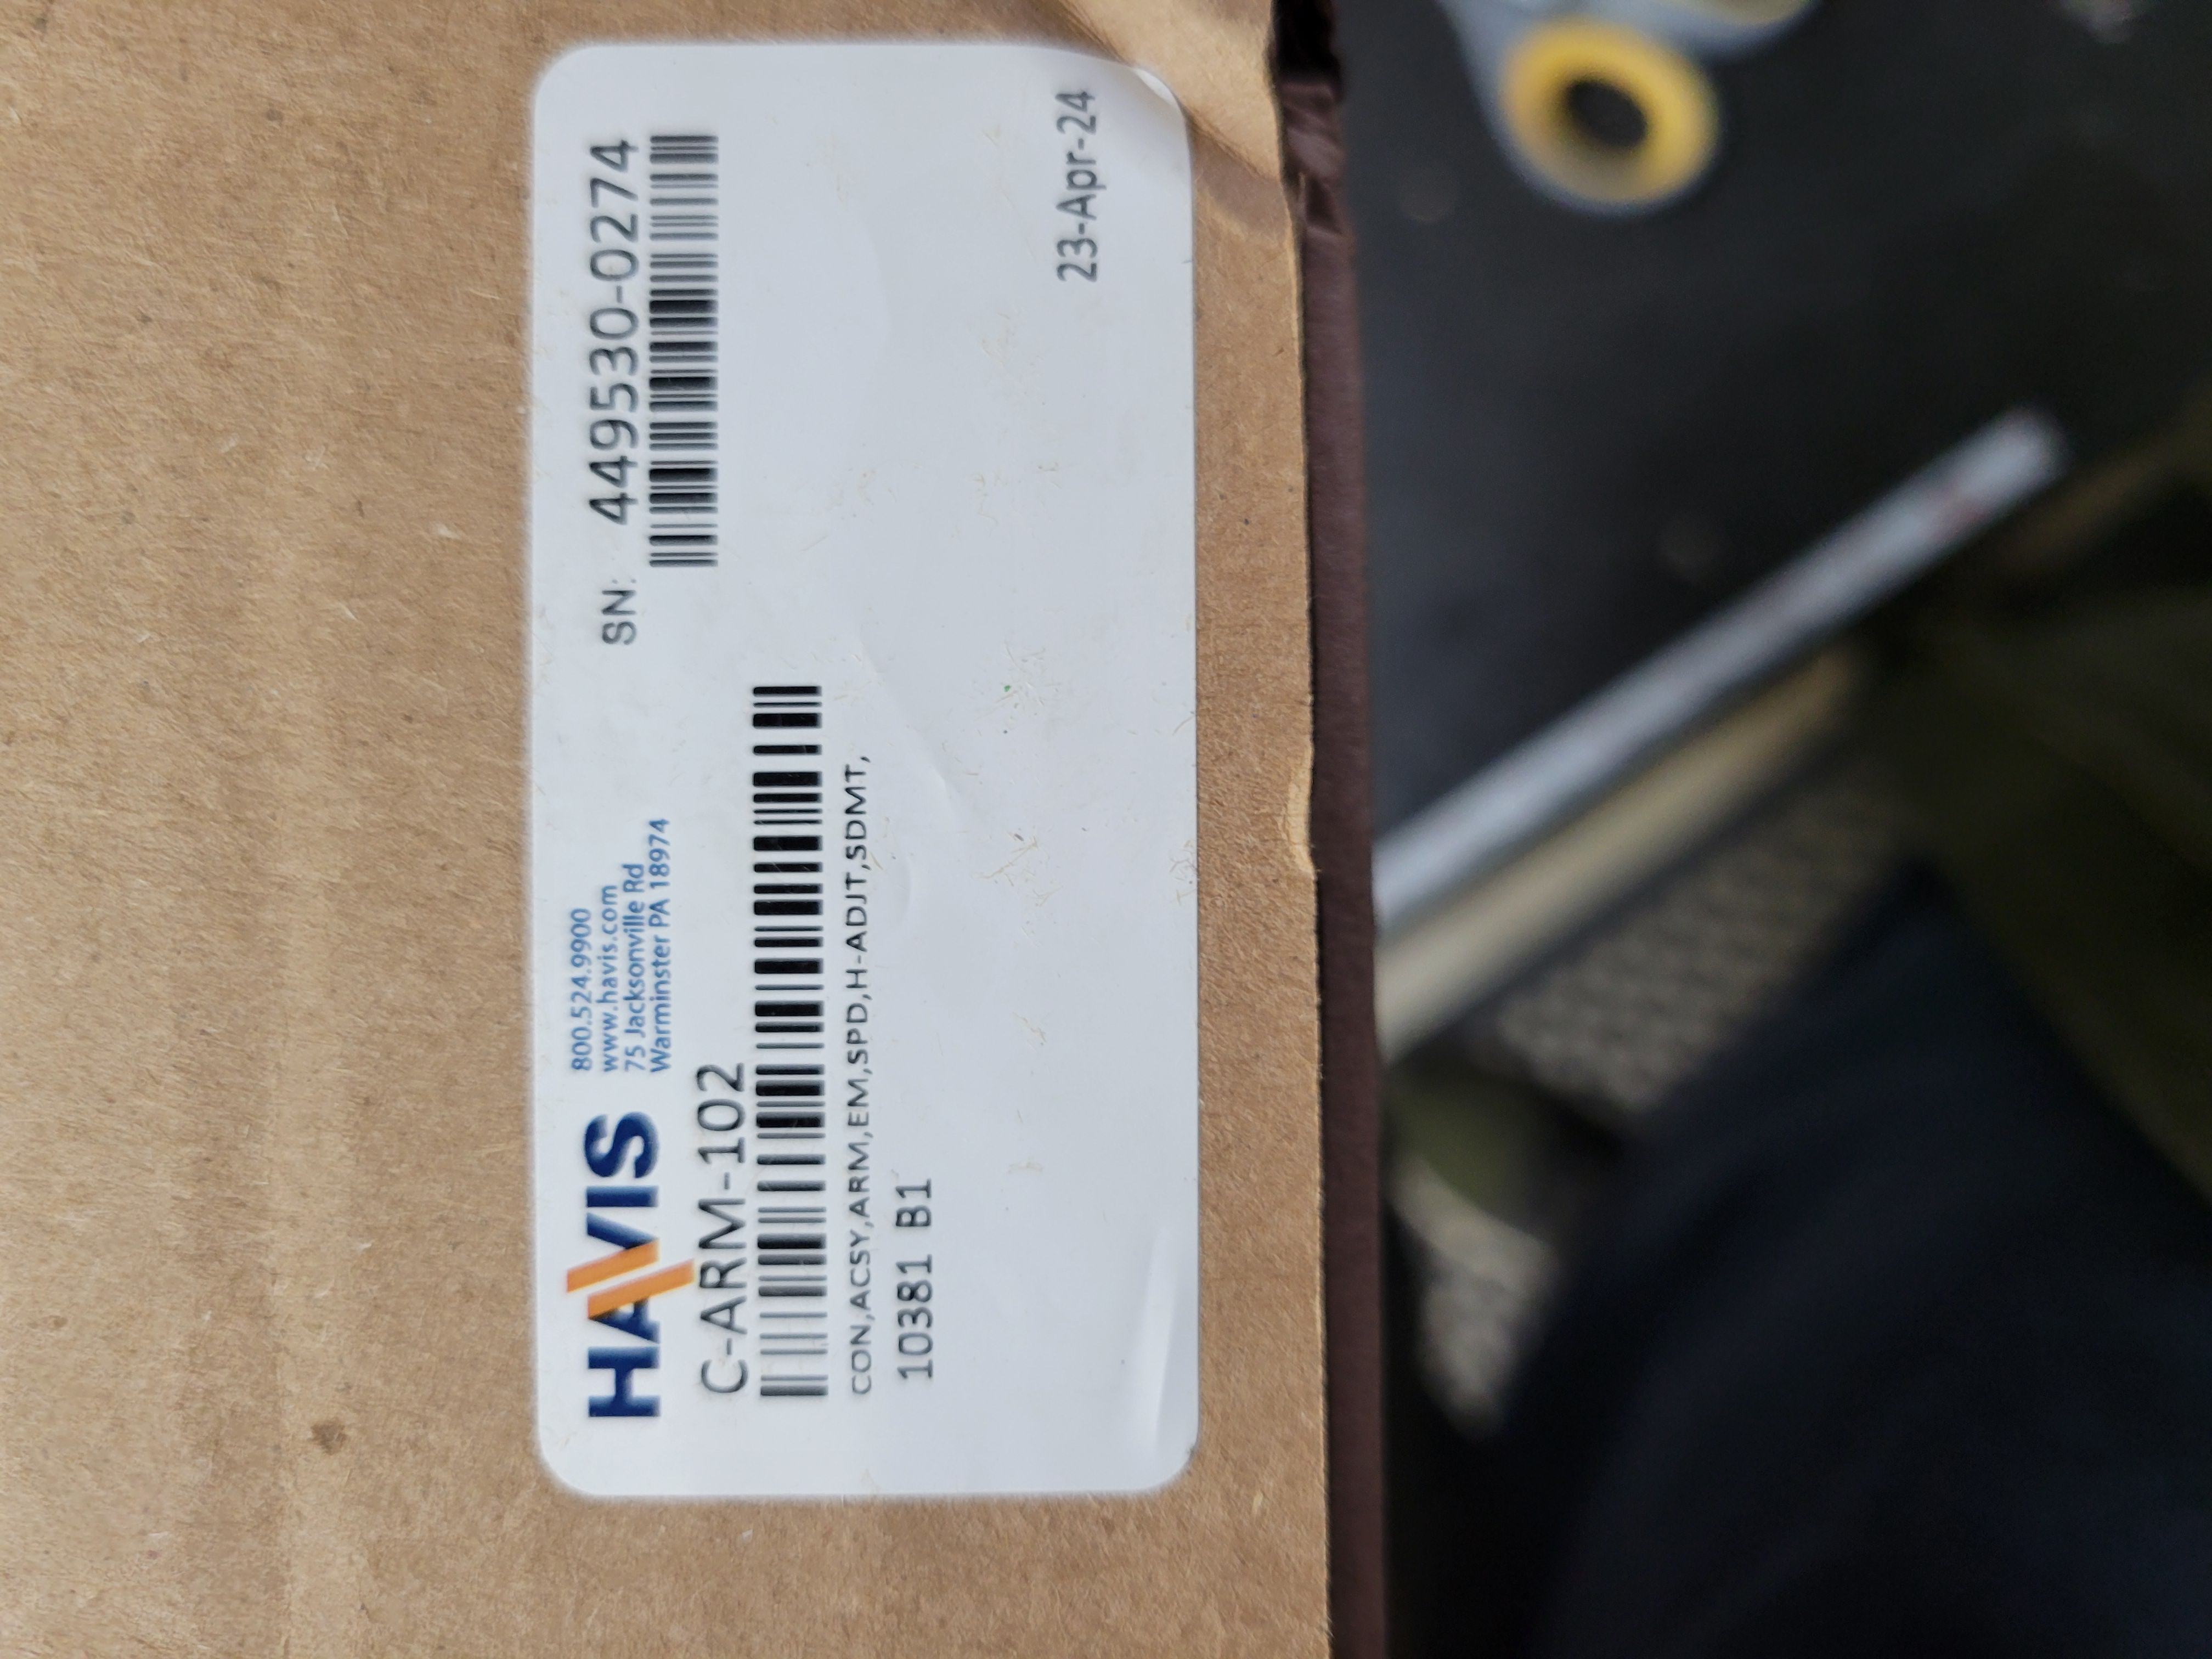 HAVIS
800.524.9900
www.havis.com
75 Jacksonville Rd
Warminster PA 18974
SN: 449530-0274
C-ARM-102
CON,ACSY,ARM,EM,SPD,H-ADJT,SDMT,
10381 B1
23-Apr-24